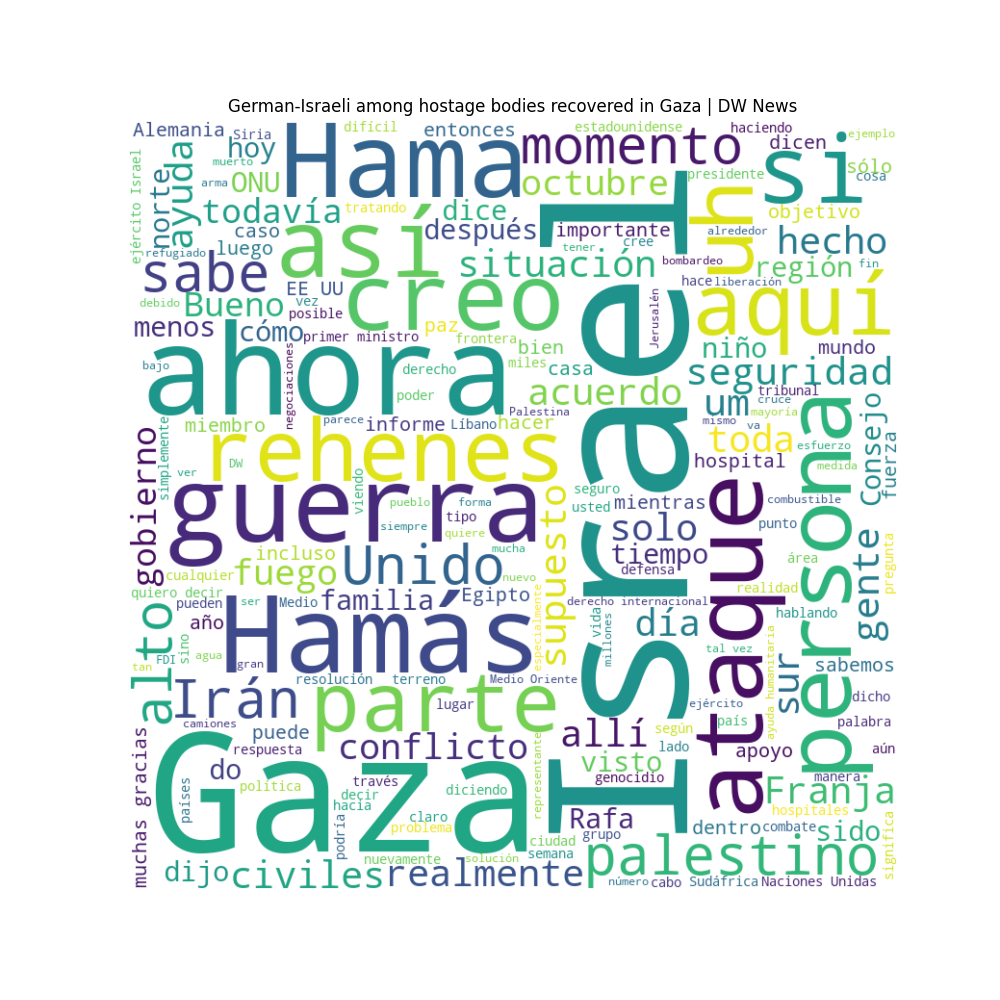 German-Israeli among hostage bodies recovered in Gaza | DW News
Alemania
Siria
difícil
entonces
estadounidense
haciendo
dicen
ejemplo
hoy
muerto
Hama
momento
si
sólo
cosa
norte
ayuda
arma
ONU
octubre
presidente
ejército Israel
todavía
tratando
dice
después
uh
objetivo
caso
luego
así
importante
alrededor
hecho
refugiado
sabe
tener
cree
bombardeo
situación
región
fin
EE UU
creo
hace
liberación
debido
Bueno
vez
posible
aquí
menos
cómo
primer ministro
paz
frontera
bien
Jerusalén
niño
mundo
bajo
ahora
negociaciones
derecho
miles
casa
seguridad
tribunal
cruce
poder
acuerdo
um
mayoría
Palestina
miembro
parece
informe
Líbano
hacer
mismo
va
toda
esfuerzo
Consejo
fuerza
gobierno
simplemente
rehenes
DW
ver
viendo
Israel
hospital
medida
seguro
usted
mientras
combustible
guerra
pueblo
forma
tipo
siempre
quiere
supuesto
solo
punto
persona
ataque
incluso
mucha
tiempo
área
pregunta
cualquier
fuego
Unido
nuevo
defensa
realidad
quiero decir
ser
Medio
familia
Egipto
especialmente
derecho internacional
hablando
gente
pueden
alto
año
Hamás
vida
millones
día
sino
FDI
agua
tal vez
ayuda humanitaria
sabemos
tan
gran
resolución
terreno
Medio Oriente
sur
Irán
parte
lugar
ejército
dicho
camiones
país
palabra
puede
respuesta
conflicto
representante
allí
según
lado
apoyo
aún
muchas gracias
do
Gaza
través
visto
genocidio
manera
países
política
decir
diciendo
Franja
hacia
hospitales
podría
claro
problema
Rafa
grupo
dentro
combate
sido
significa
nuevamente
solución
ciudad
semana
palestino
dijo
civiles
realmente
número
cabo
Sudáfrica
Naciones Unidas